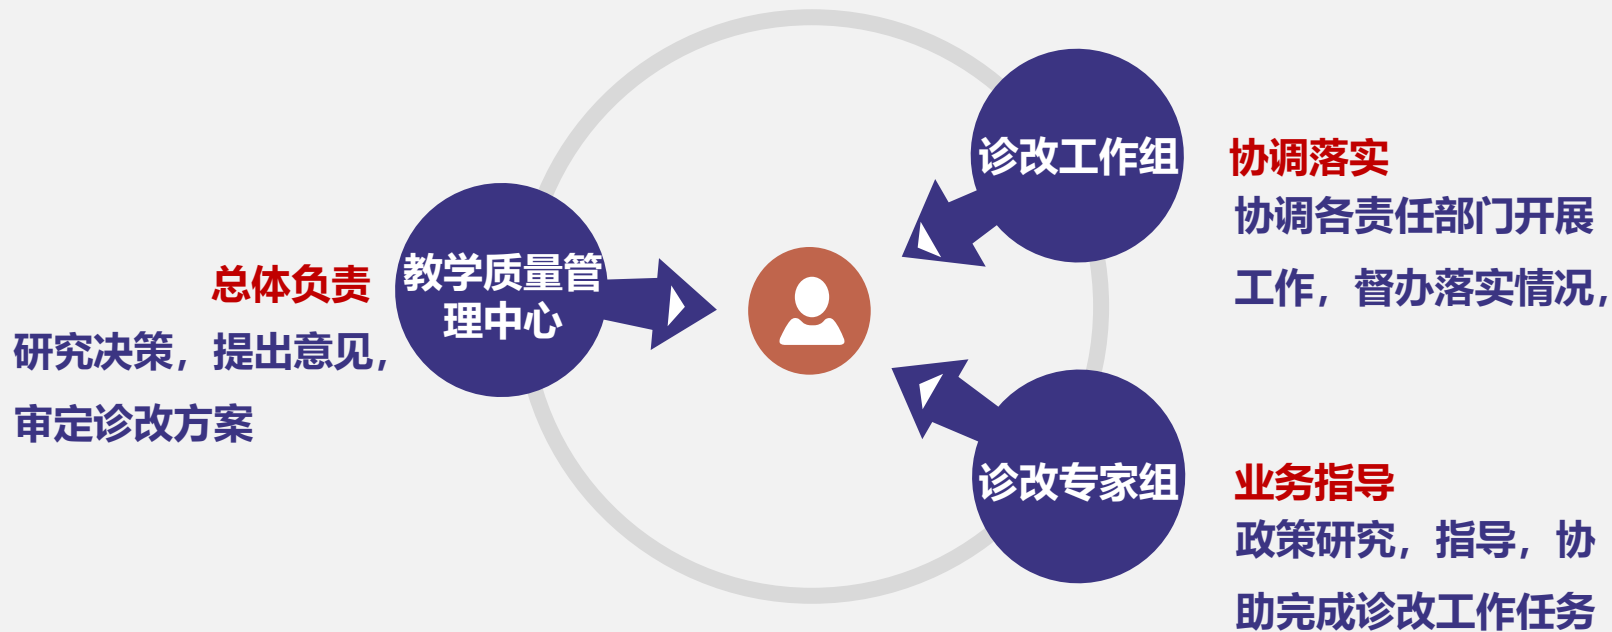 总体负责
研究决策，提出意见，
审定诊改方案
教学质量管
理中心
诊改工作组
协调落实
协调各责任部门开展
工作，督办落实情况，
诊改专家组
业务指导
政策研究，指导，协
助完成诊改工作任务